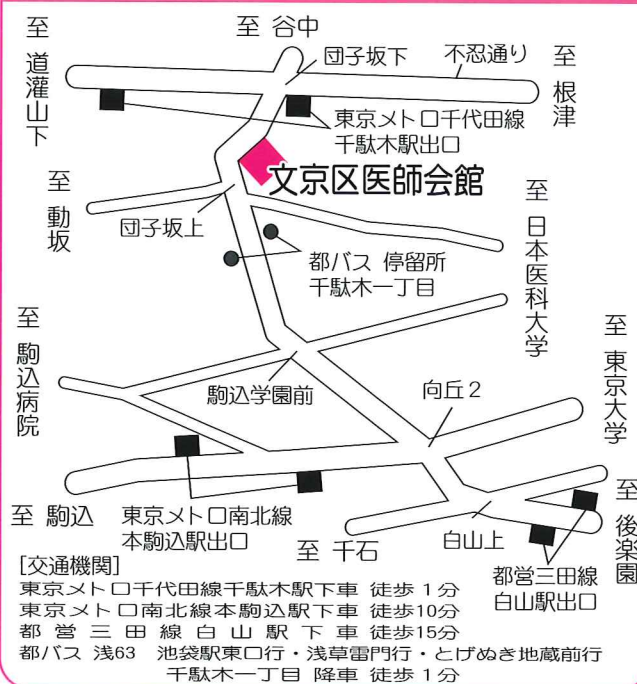 至 谷中
至 道灌山下
団子坂下
不忍通り
至 根津
東京メトロ千代田線
千駄木駅出口
文京区医師会館
至 動坂
団子坂上
至 日本医科大学
都バス 停留所
千駄木一丁目
至 駒込病院
駒込学園前
向丘2
至 東京大学
至 駒込
東京メトロ南北線
本駒込駅出口
至 千石
白山上
至 後楽園
都営三田線
白山駅出口
[交通機関]
東京メトロ千代田線千駄木駅下車 徒歩 1分
東京メトロ南北線本駒込駅下車 徒歩10分
都営三田線白山駅下車 徒歩15分
都バス 浅63 池袋駅東口行・浅草雷門行・とげぬき地蔵前行
千駄木一丁目 降車 徒歩 1分